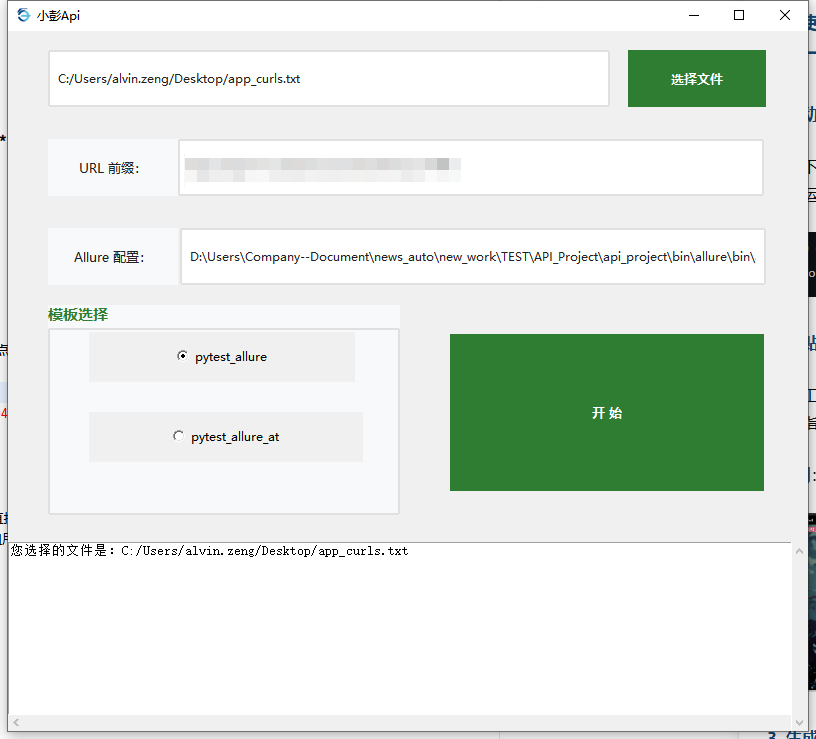 小彭Api
C:/Users/alvin.zeng/Desktop/app_curls.txt
选择文件
URL 前缀：
Allure 配置：
D:\Users\Company--Document\news_auto\new_work\TEST\API_Project\api_project\bin\allure\bin\
模板选择
pytest_allure
pytest_allure_at
开 始
您选择的文件是：C:/Users/alvin.zeng/Desktop/app_curls.txt